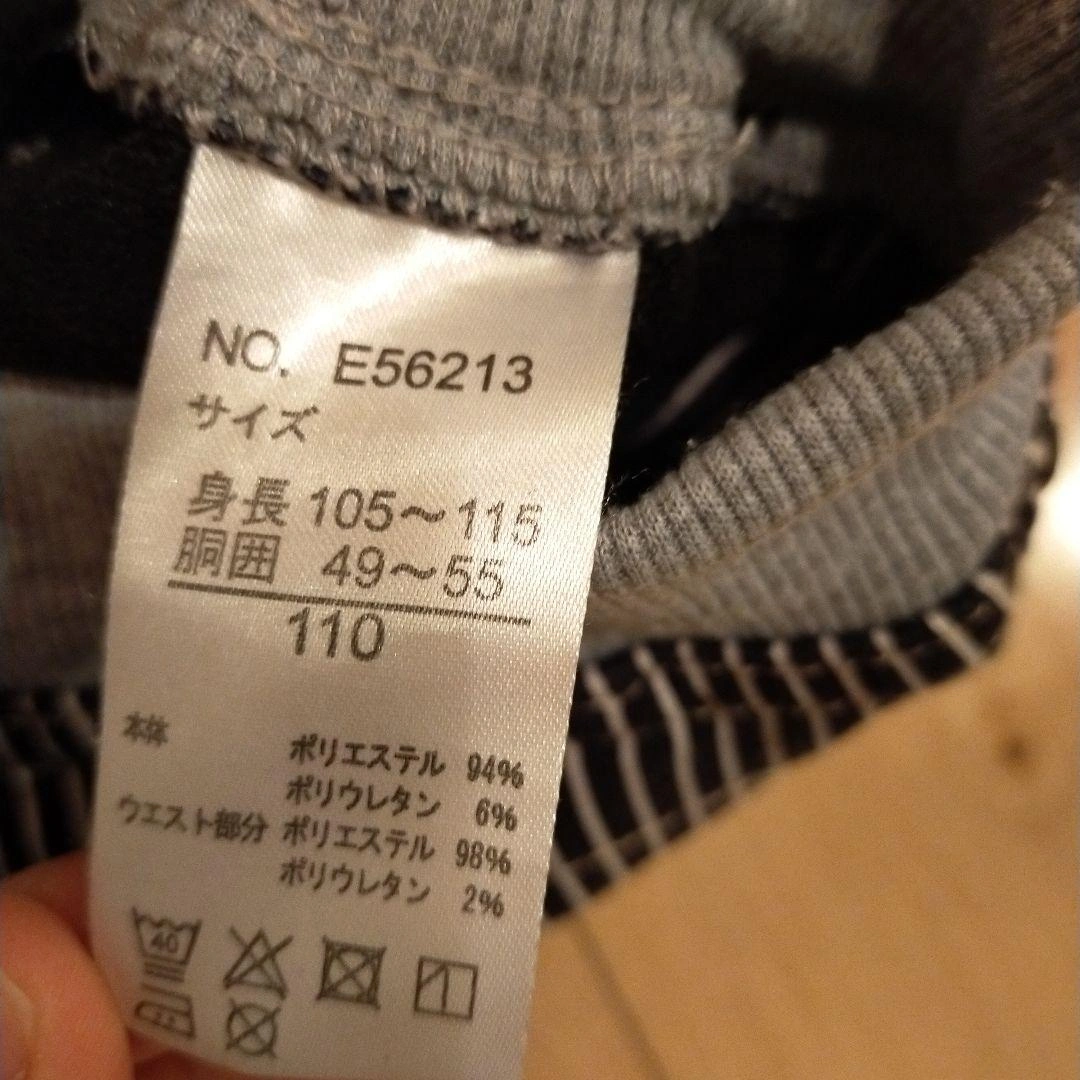 NO. E56213
サイズ
身長 105～115
胴囲 49～55
110
本体 ポリエステル 94%
ポリウレタン 6%
ウエスト部分 ポリエステル 98%
ポリウレタン 2%
40